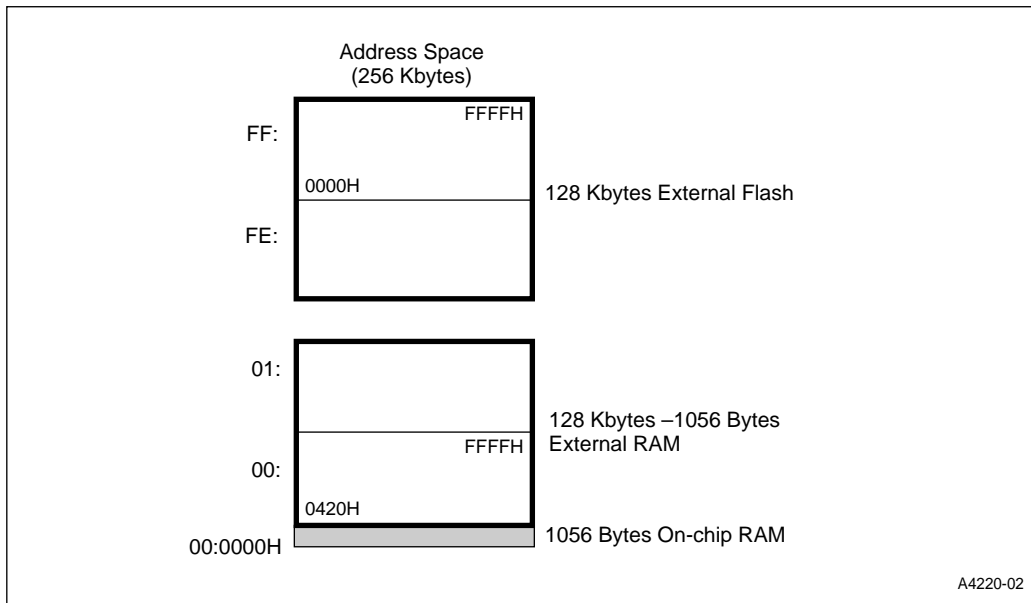 Address Space
(256 Kbytes)
FFFFH
FF:
0000H
128 Kbytes External Flash
FE:
01:
128 Kbytes –1056 Bytes
External RAM
FFFFH
00:
0420H
1056 Bytes On-chip RAM
00:0000H
A4220-02